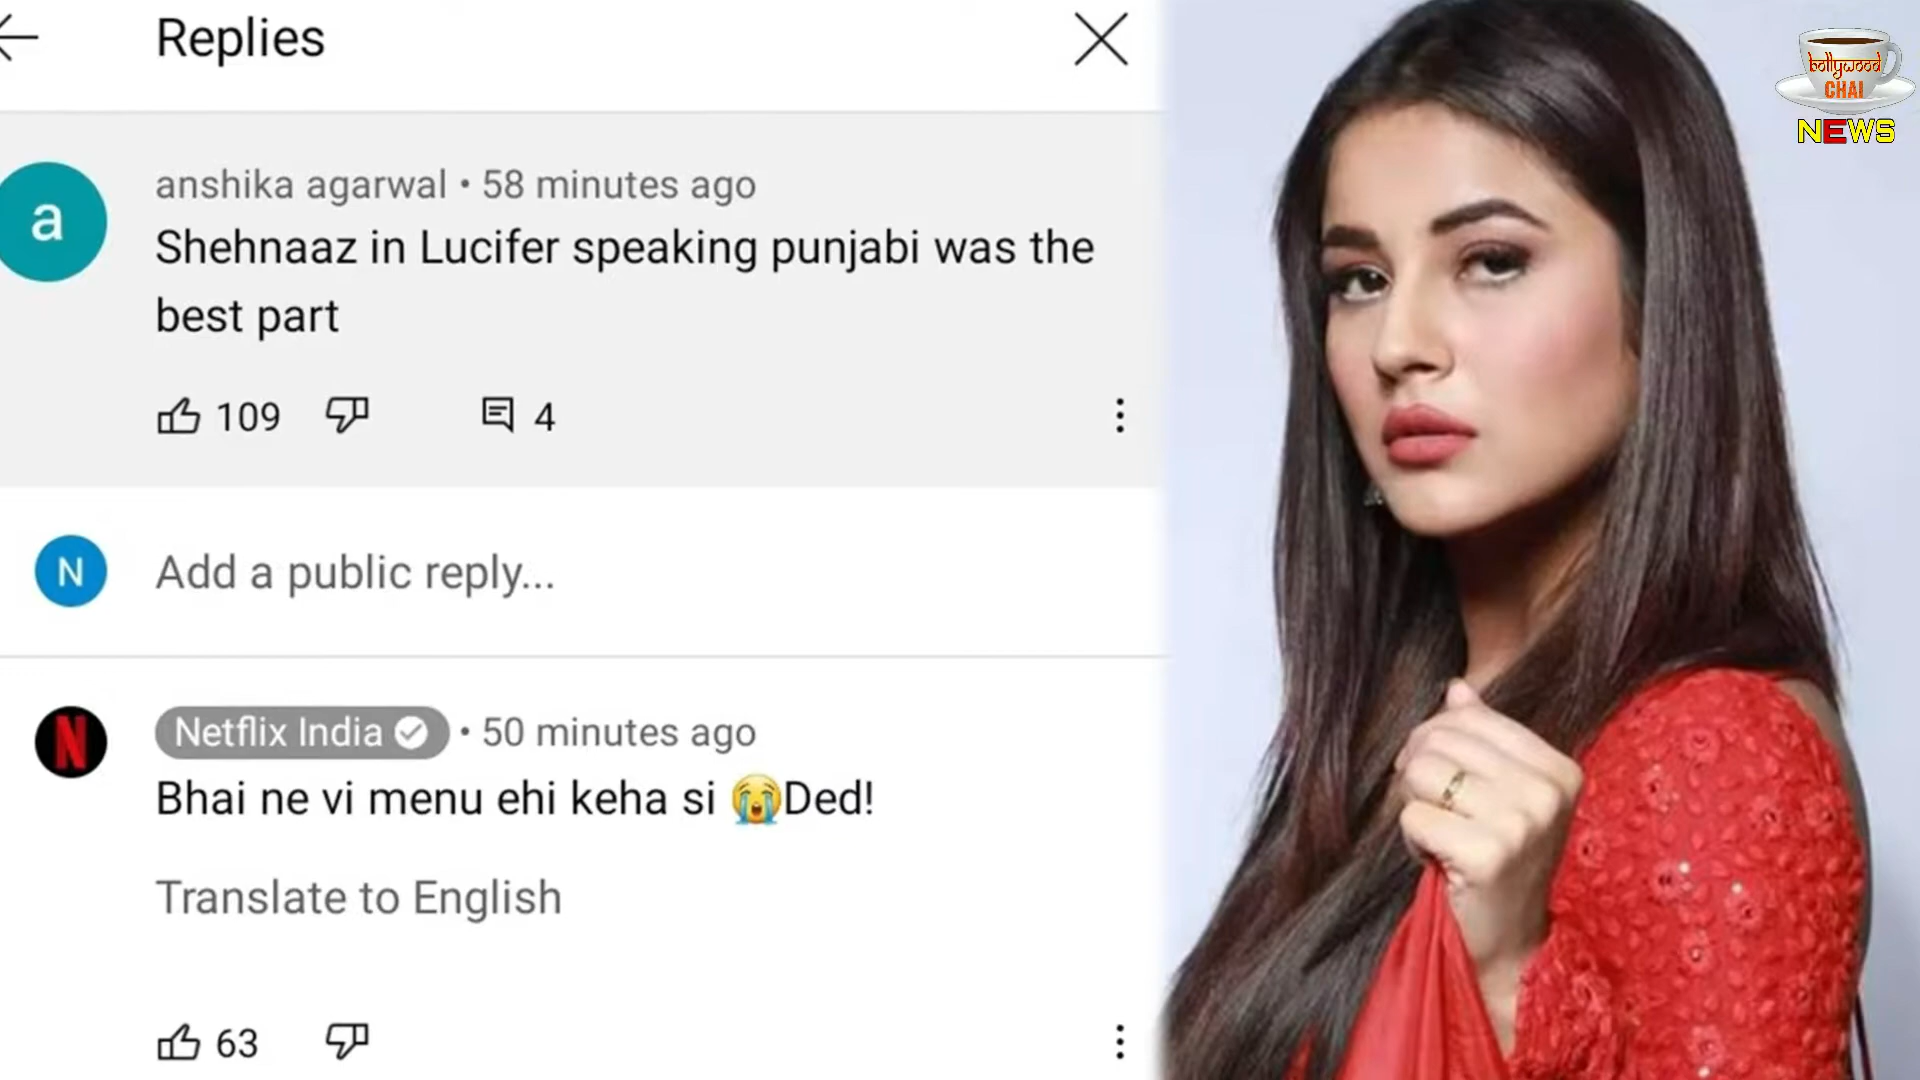 Replies
bollywood
CHAI
NEWS
a
anshika agarwal • 58 minutes ago
Shehnaaz in Lucifer speaking punjabi was the
best part
109
4
N
Add a public reply...
N
Netflix India • 50 minutes ago
Bhai ne vi menu ehi keha si 😭Ded!
Translate to English
63